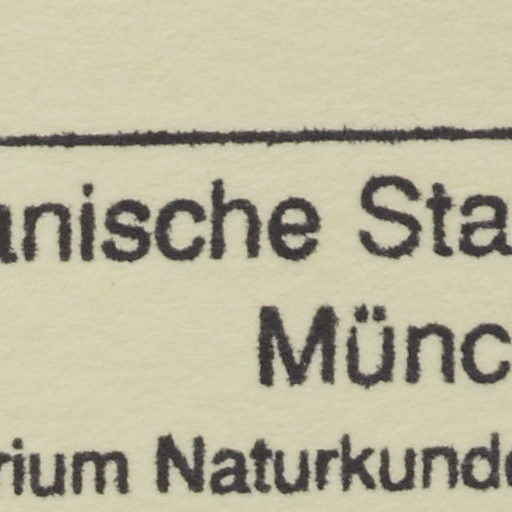 anische Sta
Münc
rium Naturkunde